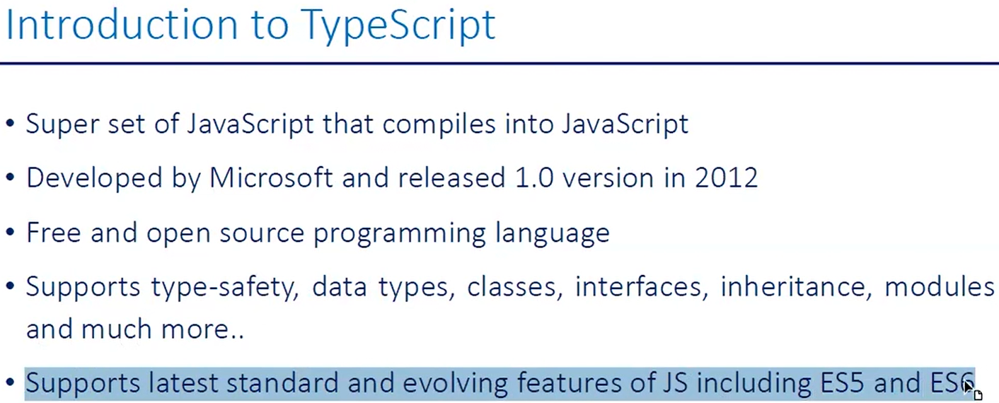 Introduction to TypeScript
• Super set of JavaScript that compiles into JavaScript
• Developed by Microsoft and released 1.0 version in 2012
• Free and open source programming language
• Supports type-safety, data types, classes, interfaces, inheritance, modules
and much more..
• Supports latest standard and evolving features of JS including ES5 and ES6